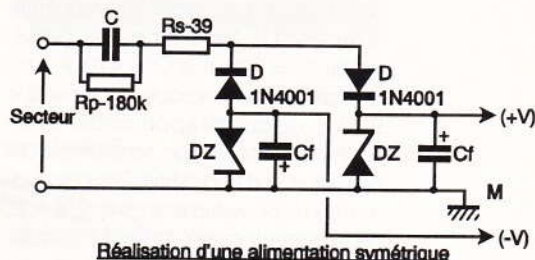 C
Rs-39
Rp-180k
D
1N4001
D
1N4001
Secteur
(+V)
DZ
+
Cf
DZ
+
Cf
M
(-V)
Réalisation d'une alimentation symétrique